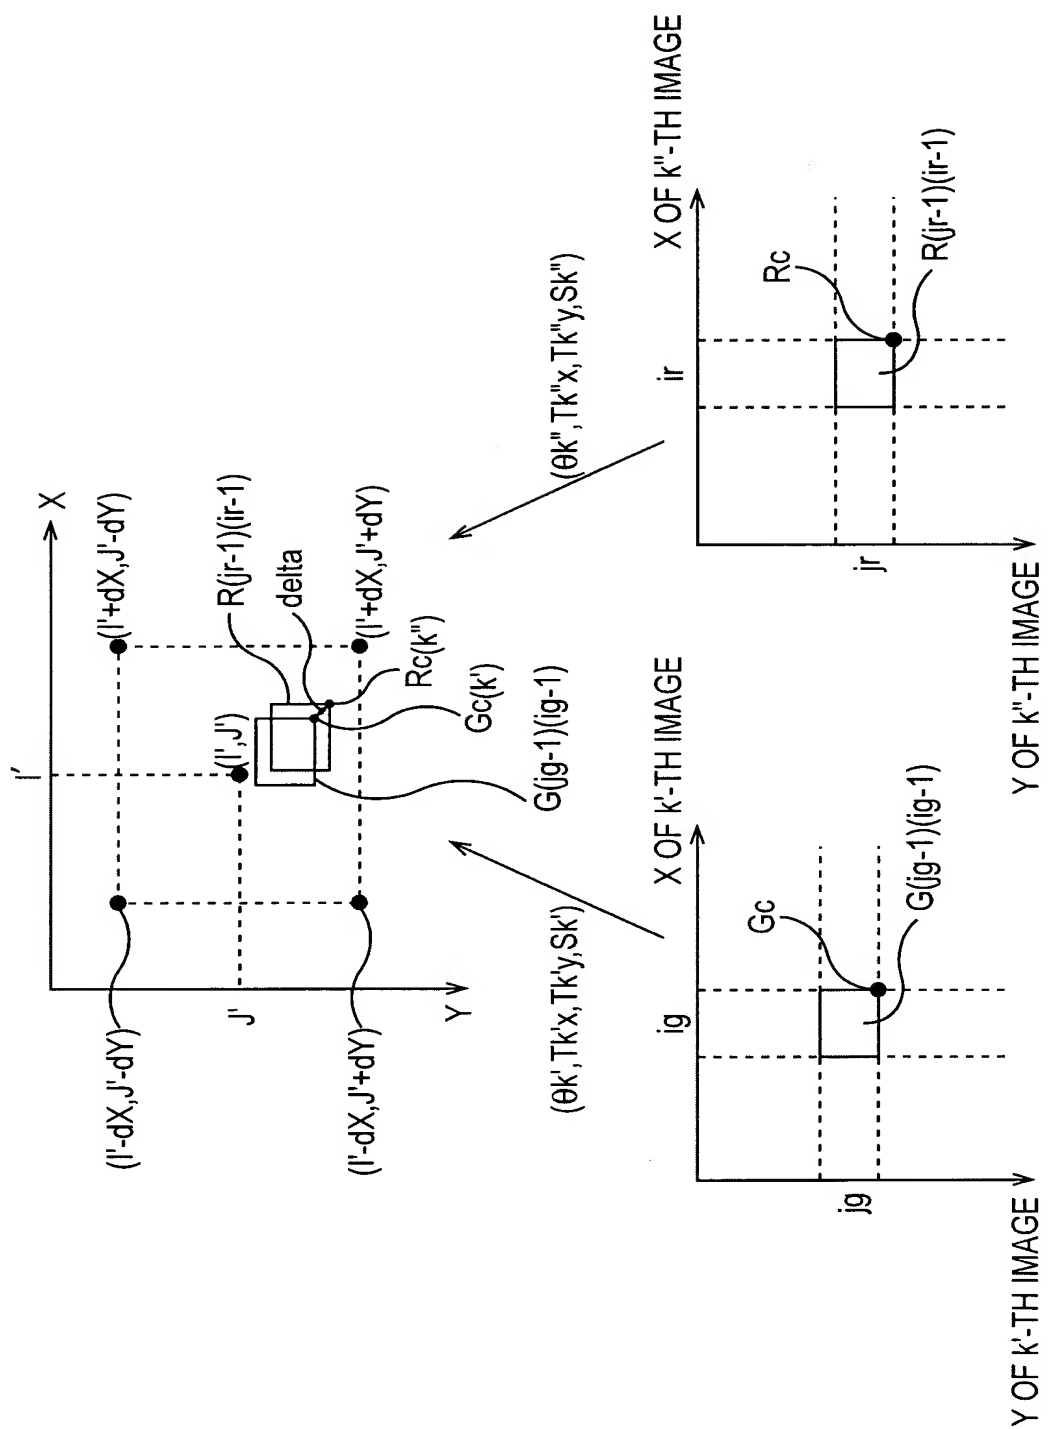 I'
X
(I'-dX,J'-dY)
(I'+dX,J'-dY)
R(jr-1)(ir-1)
J'
(I',J')
delta
(I'-dX,J'+dY)
(I'+dX,J'+dY)
Rc(k")
Y
Gc(k')
G(jg-1)(ig-1)
(θk',Tk'x,Tk'y,Sk')
(θk",Tk"x,Tk"y,Sk")
ig
X OF k'-TH IMAGE
Gc
jg
G(jg-1)(ig-1)
Y OF k'-TH IMAGE
ir
X OF k"-TH IMAGE
Rc
jr
R(jr-1)(ir-1)
Y OF k"-TH IMAGE